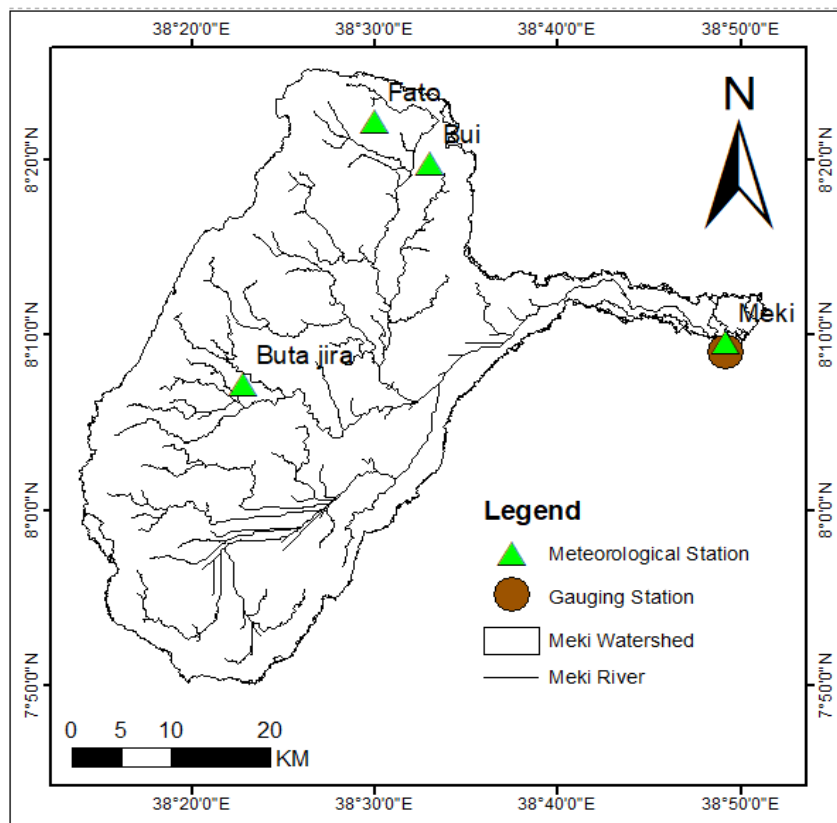 38°20'0"E 38°30'0"E 38°40'0"E 38°50'0"E
N
Fato
Bui
8°20'0"N 8°20'0"N
Meki
8°10'0"N 8°10'0"N
Buta jira
8°0'0"N 8°0'0"N
Legend
Meteorological Station
Gauging Station
Meki Watershed
Meki River
7°50'0"N 7°50'0"N
0 5 10 20
KM
38°20'0"E 38°30'0"E 38°40'0"E 38°50'0"E